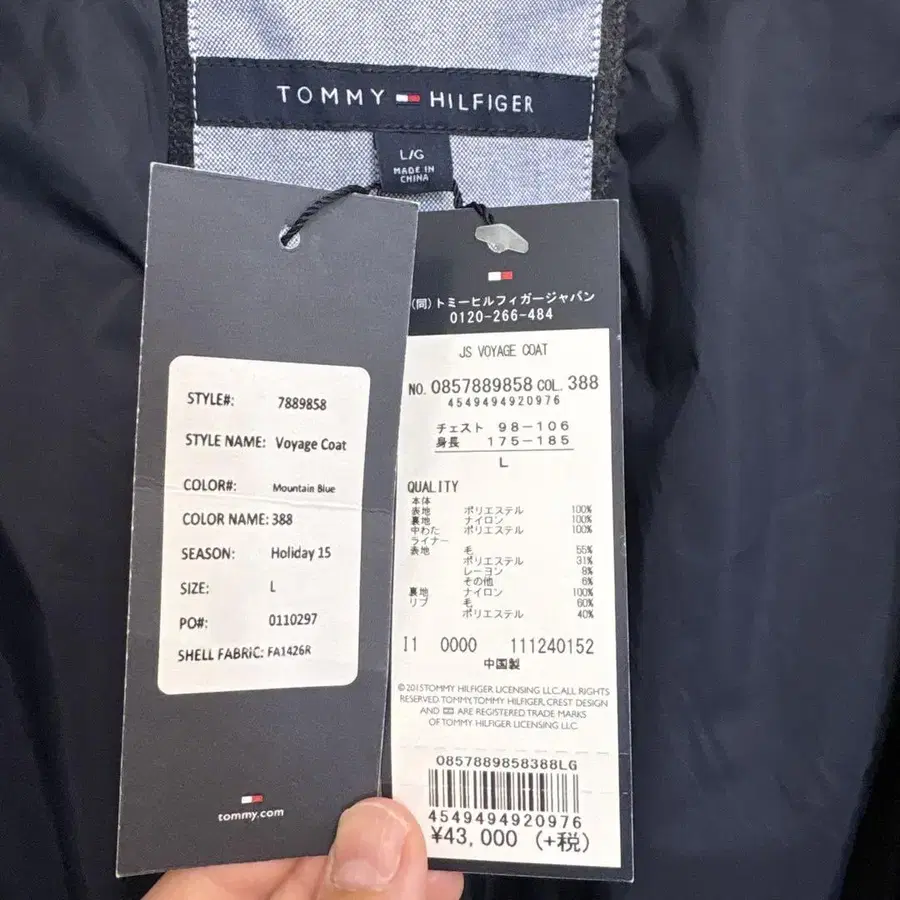 TOMMY HILFIGER
L/G
MADE IN
CHINA
STYLE#: 7889858
STYLE NAME: Voyage Coat
COLOR#: Mountain Blue
COLOR NAME: 388
SEASON: Holiday 15
SIZE: L
PO#: 0110297
SHELL FABRIC: FA1426R
tommy.com
(同)トミーヒルフィガージャパン
0120-266-484
JS VOYAGE COAT
NO. 0857889858 COL. 388
4549494920976
チェスト 98-106
身長 175-185
L
QUALITY
本体
表地 ポリエステル 100%
裏地 ナイロン 100%
中わた ポリエステル 100%
ライナー
表地 毛 55%
ポリエステル 31%
レーヨン 8%
その他 6%
裏地 ナイロン 100%
リブ 毛 60%
ポリエステル 40%
11 0000 111240152
中国製
©2015 TOMMY HILFIGER LICENSING LLC. ALL RIGHTS
RESERVED. TOMMY, TOMMY HILFIGER, CREST DESIGN
AND ARE REGISTERED TRADE MARKS
OF TOMMY HILFIGER LICENSING LLC.
0857889858388LG
4549494920976
¥43,000 (+税)